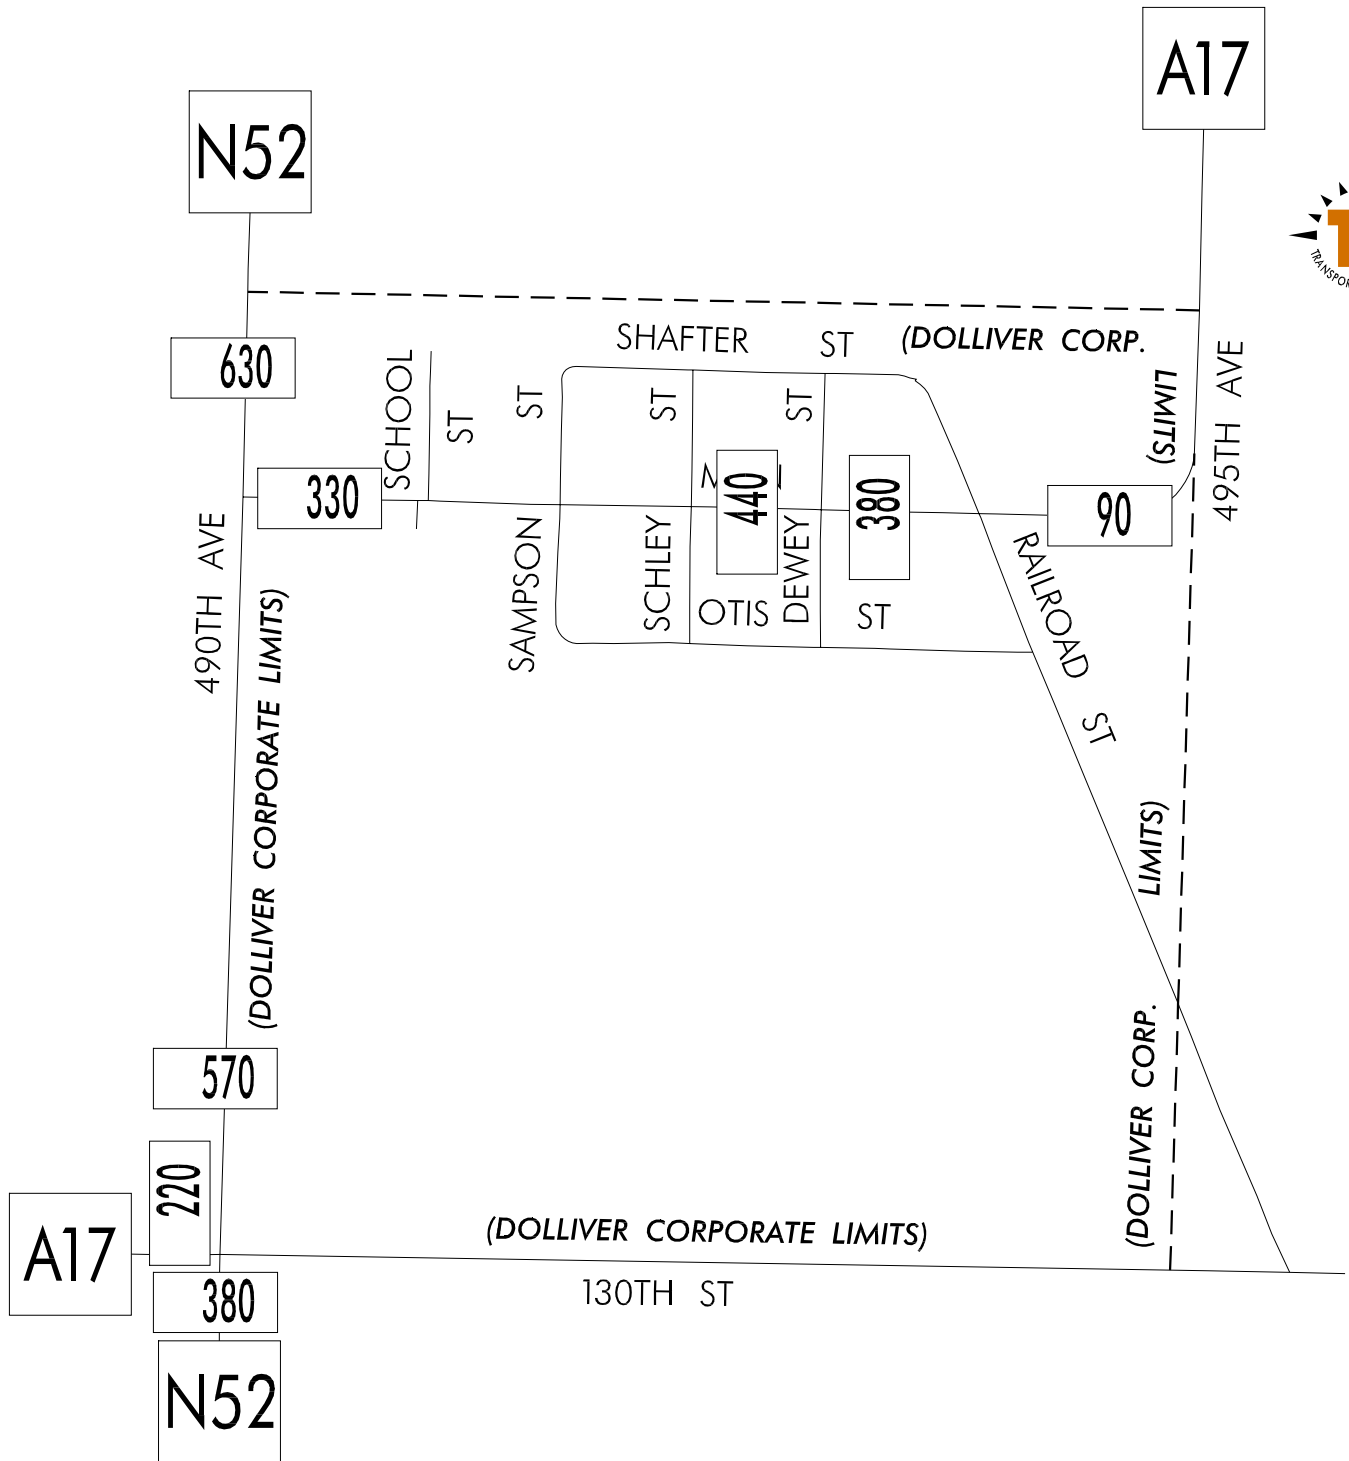 A17
N52
SHAFTER ST
(DOLLIVER CORP.
LIMITS)
630
SCHOOL
ST
ST
ST
ST
495TH AVE
330
440
380
90
490TH AVE
SAMPSON
SCHLEY
DEWEY
OTIS ST
RAILROAD ST
(DOLLIVER CORPORATE LIMITS)
LIMITS)
(DOLLIVER CORP.
570
220
A17
(DOLLIVER CORPORATE LIMITS)
130TH ST
380
N52